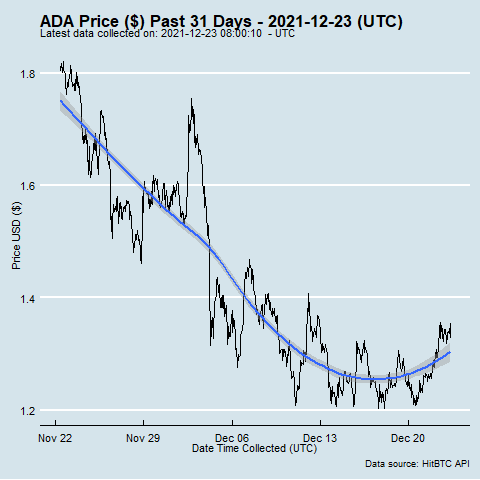 ADA Price ($) Past 31 Days - 2021-12-23 (UTC)
Latest data collected on: 2021-12-23 08:00:10 - UTC
Price USD ($)
1.8
1.6
1.4
1.2
Nov 22 Nov 29 Dec 06 Dec 13 Dec 20
Date Time Collected (UTC)
Data source: HitBTC API